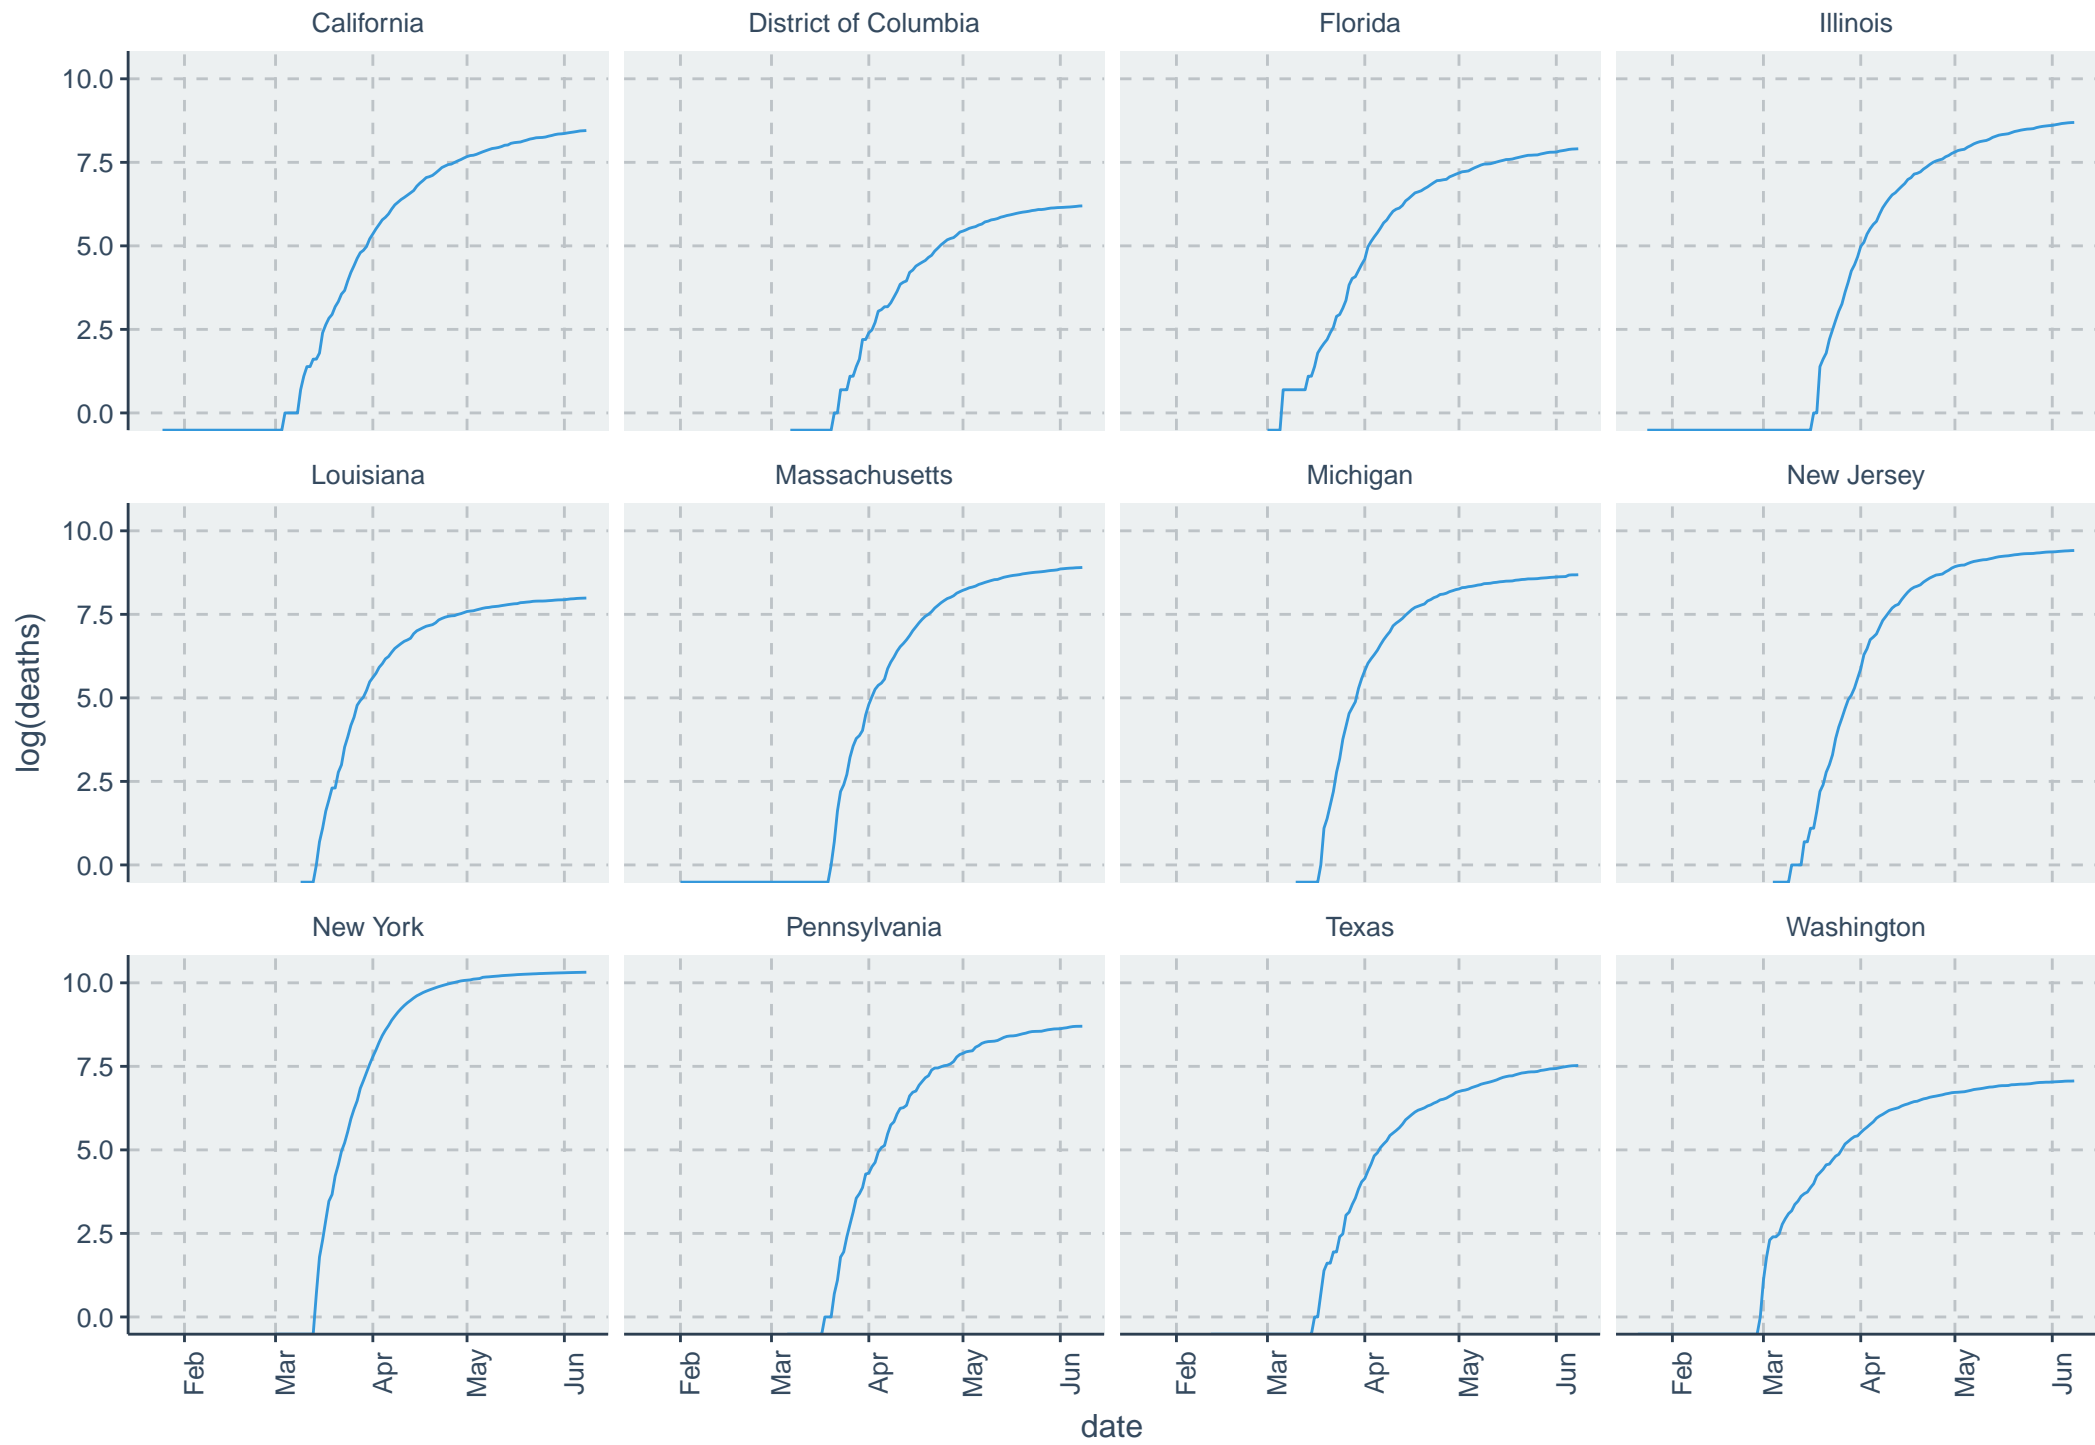 California District of Columbia Florida Illinois
10.0
7.5
5.0
2.5
0.0
Louisiana Massachusetts Michigan New Jersey
10.0
7.5
5.0
2.5
0.0
log(deaths)
New York Pennsylvania Texas Washington
10.0
7.5
5.0
2.5
0.0
Feb Mar Apr May Jun Feb Mar Apr May Jun Feb Mar Apr May Jun Feb Mar Apr May Jun
date